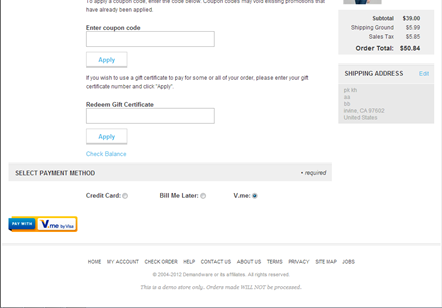 To apply a coupon code, enter the code below. Coupon codes may void existing promotions that
have already been applied.
Enter coupon code
Apply
If you wish to use a gift certificate to pay for some or all of your order, please enter your gift
certificate number and click "Apply".
Redeem Gift Certificate
Apply
Check Balance
Subtotal $39.00
Shipping Ground $5.99
Sales Tax $5.85
Order Total: $50.84
SHIPPING ADDRESS Edit
aa
bb
Irvine, CA 97602
United States
SELECT PAYMENT METHOD • required
Credit Card: Bill Me Later: V.me:
PAY WITH V.me by Visa
HOME MY ACCOUNT CHECK ORDER HELP CONTACT US ABOUT US TERMS PRIVACY SITE MAP JOBS
© 2004-2012 Demandware or its affiliates. All rights reserved.
This is a demo store only. Orders made WILL NOT be processed.